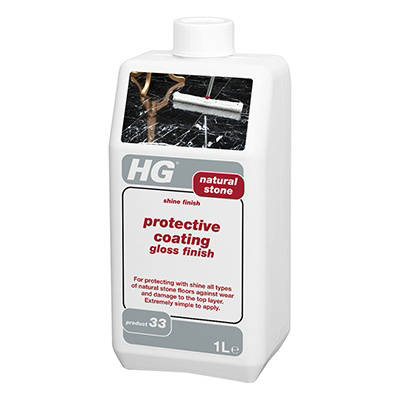 HG®
natural
stone
shine finish
protective
coating
gloss finish
For protecting with shine all types
of natural stone floors against wear
and damage to the top layer.
Extremely simple to apply.
product 33
1L℮